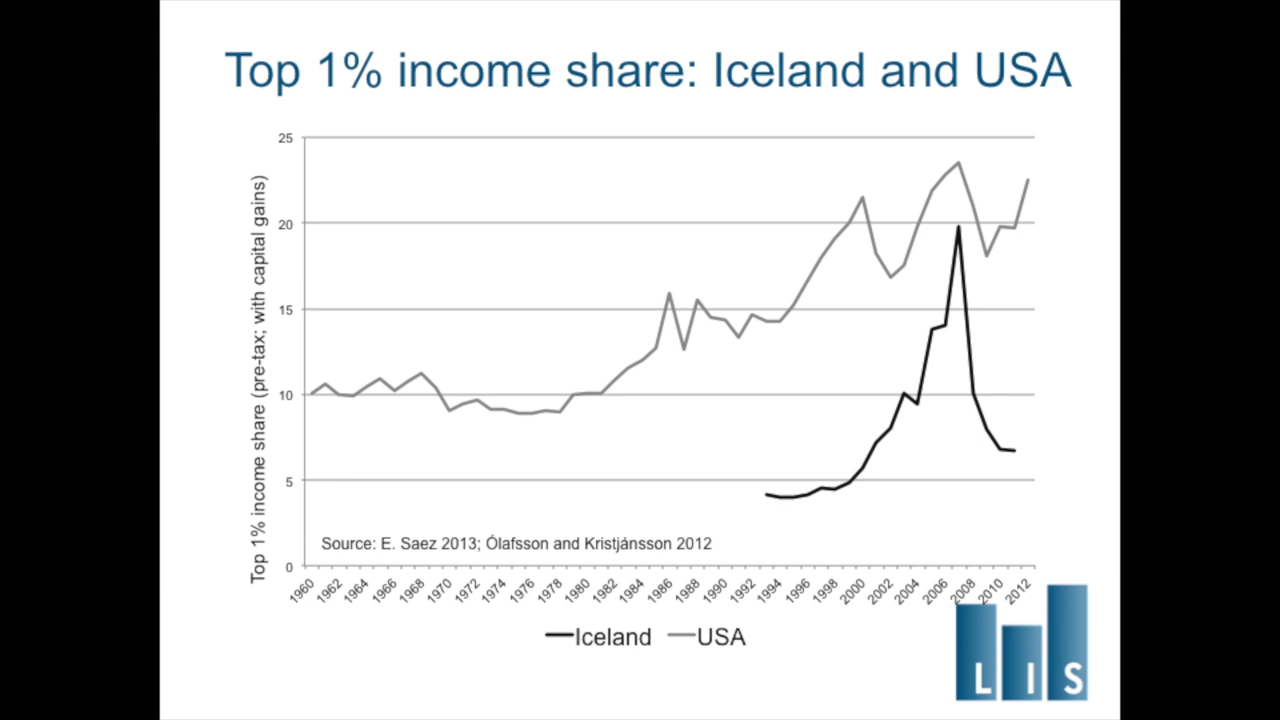 Top 1% income share: Iceland and USA
Top 1% income share (pre-tax; with capital gains)
25
20
15
10
5
0
Source: E. Saez 2013; Ólafsson and Kristjánsson 2012
1960 1962 1964 1966 1968 1970 1972 1974 1976 1978 1980 1982 1984 1986 1988 1990 1992 1994 1996 1998 2000 2002 2004 2006 2008 2010 2012
Iceland USA
LIS